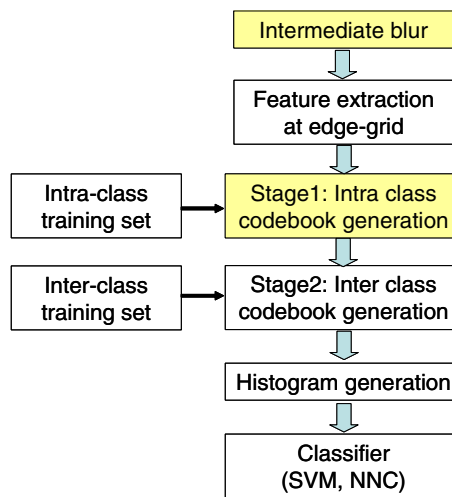 Intermediate blur
Feature extraction
at edge-grid
Intra-class
training set
Stage1: Intra class
codebook generation
Inter-class
training set
Stage2: Inter class
codebook generation
Histogram generation
Classifier
(SVM, NNC)